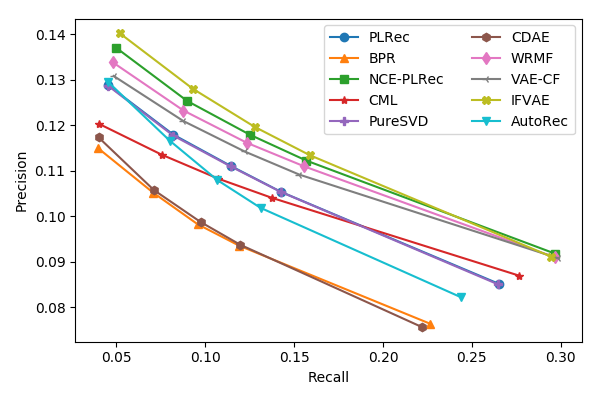 0.14
0.13
0.12
0.11
0.10
0.09
0.08
Precision
PLRec
BPR
NCE-PLRec
CML
PureSVD
CDAE
WRMF
VAE-CF
IFVAE
AutoRec
0.05 0.10 0.15 0.20 0.25 0.30
Recall